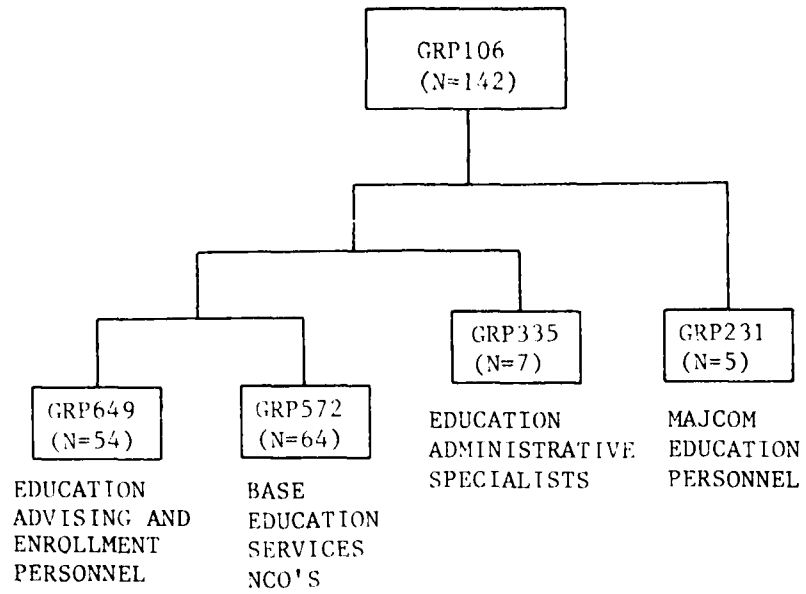 GRP106
(N=142)
GRP335
(N=7)
GRP231
(N=5)
GRP649
(N=54)
GRP572
(N=64)
EDUCATION
ADMINISTRATIVE
SPECIALISTS
MAJCOM
EDUCATION
PERSONNEL
EDUCATION
ADVISING AND
ENROLLMENT
PERSONNEL
BASE
EDUCATION
SERVICES
NCO'S